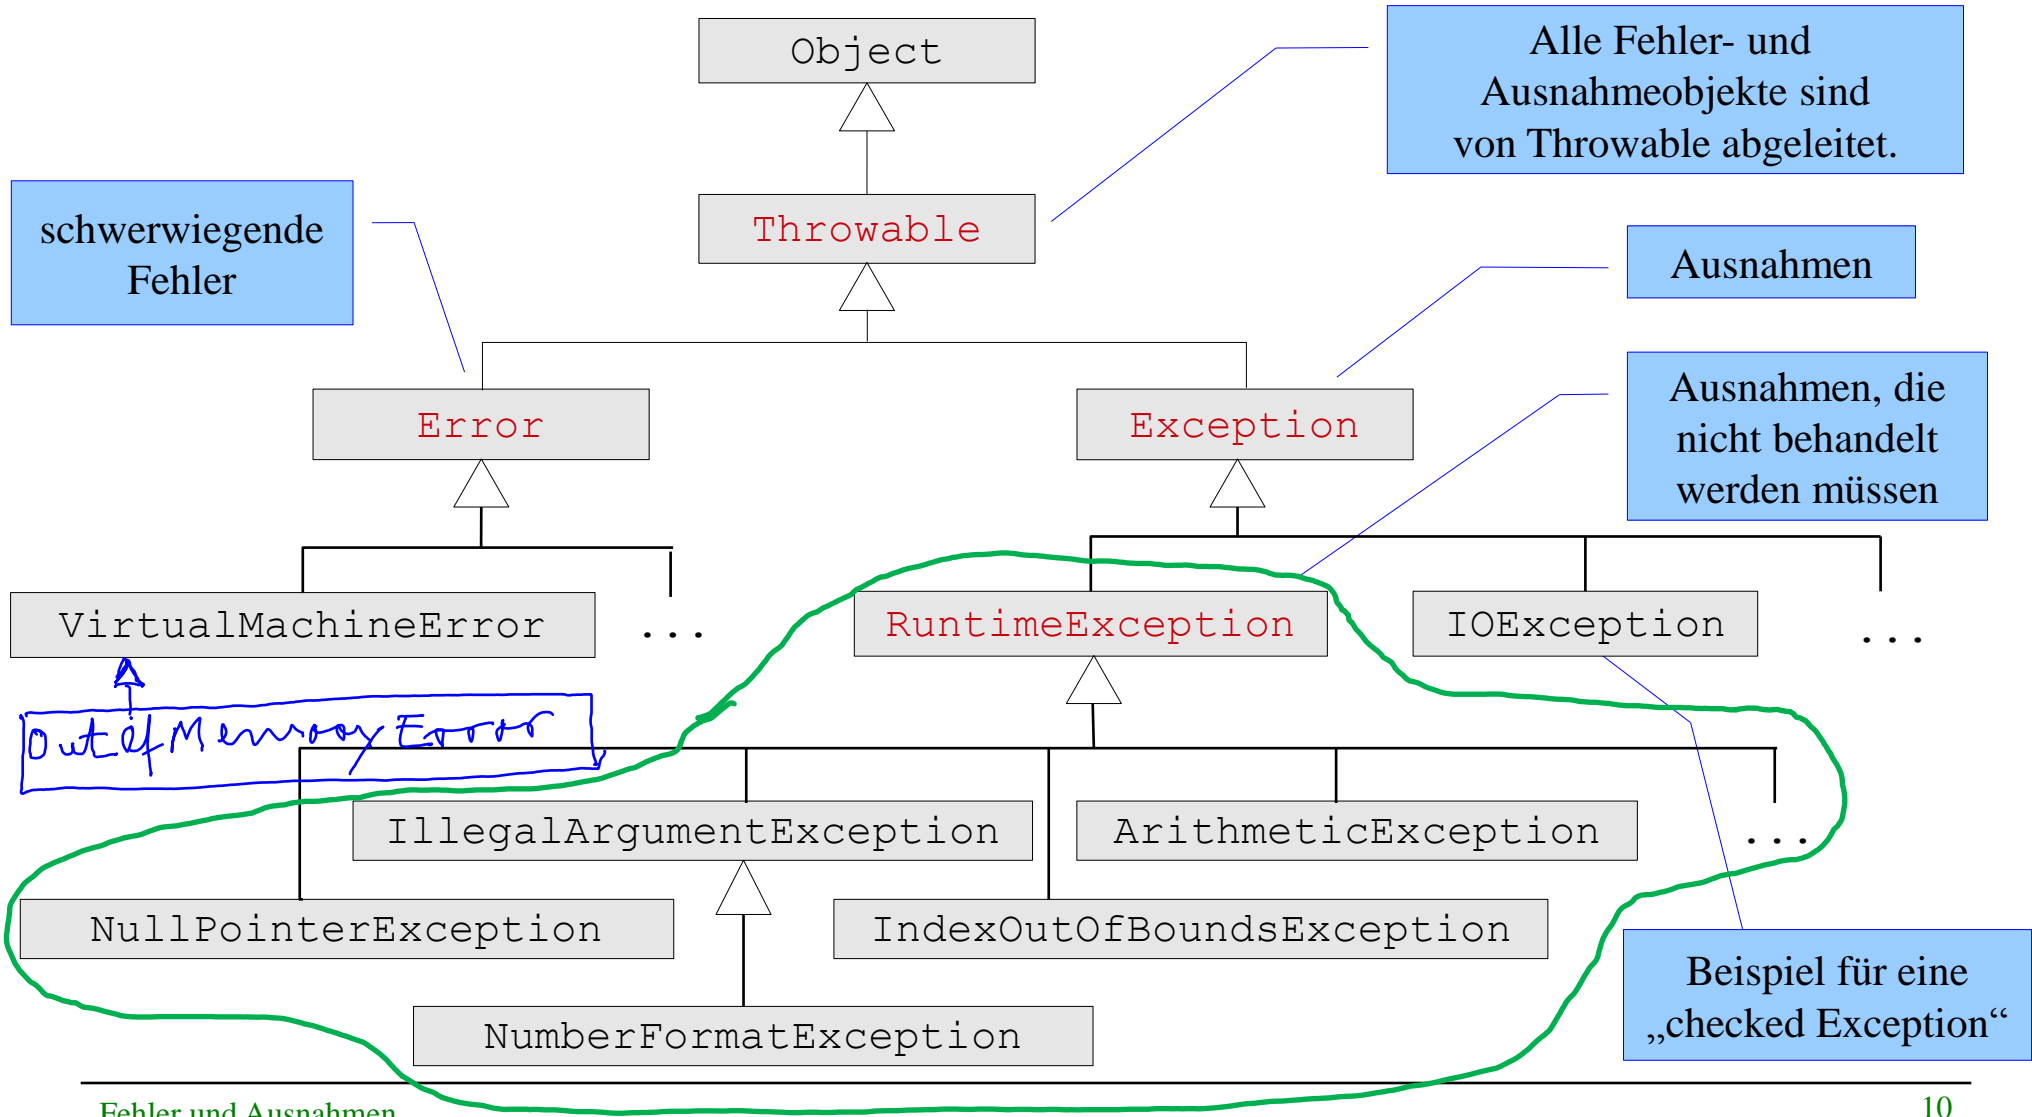 Object
Alle Fehler- und
Ausnahmeobjekte sind
von Throwable abgeleitet.
schwerwiegende
Fehler
Throwable
Ausnahmen
Error
Exception
Ausnahmen, die
nicht behandelt
werden müssen
VirtualMachineError
...
RuntimeException
IOException
...
OutOfMemoryError
IllegalArgumentException
ArithmeticException
...
NullPointerException
IndexOutOfBoundsException
NumberFormatException
Beispiel für eine
„checked Exception“
Fehler und Ausnahmen
10